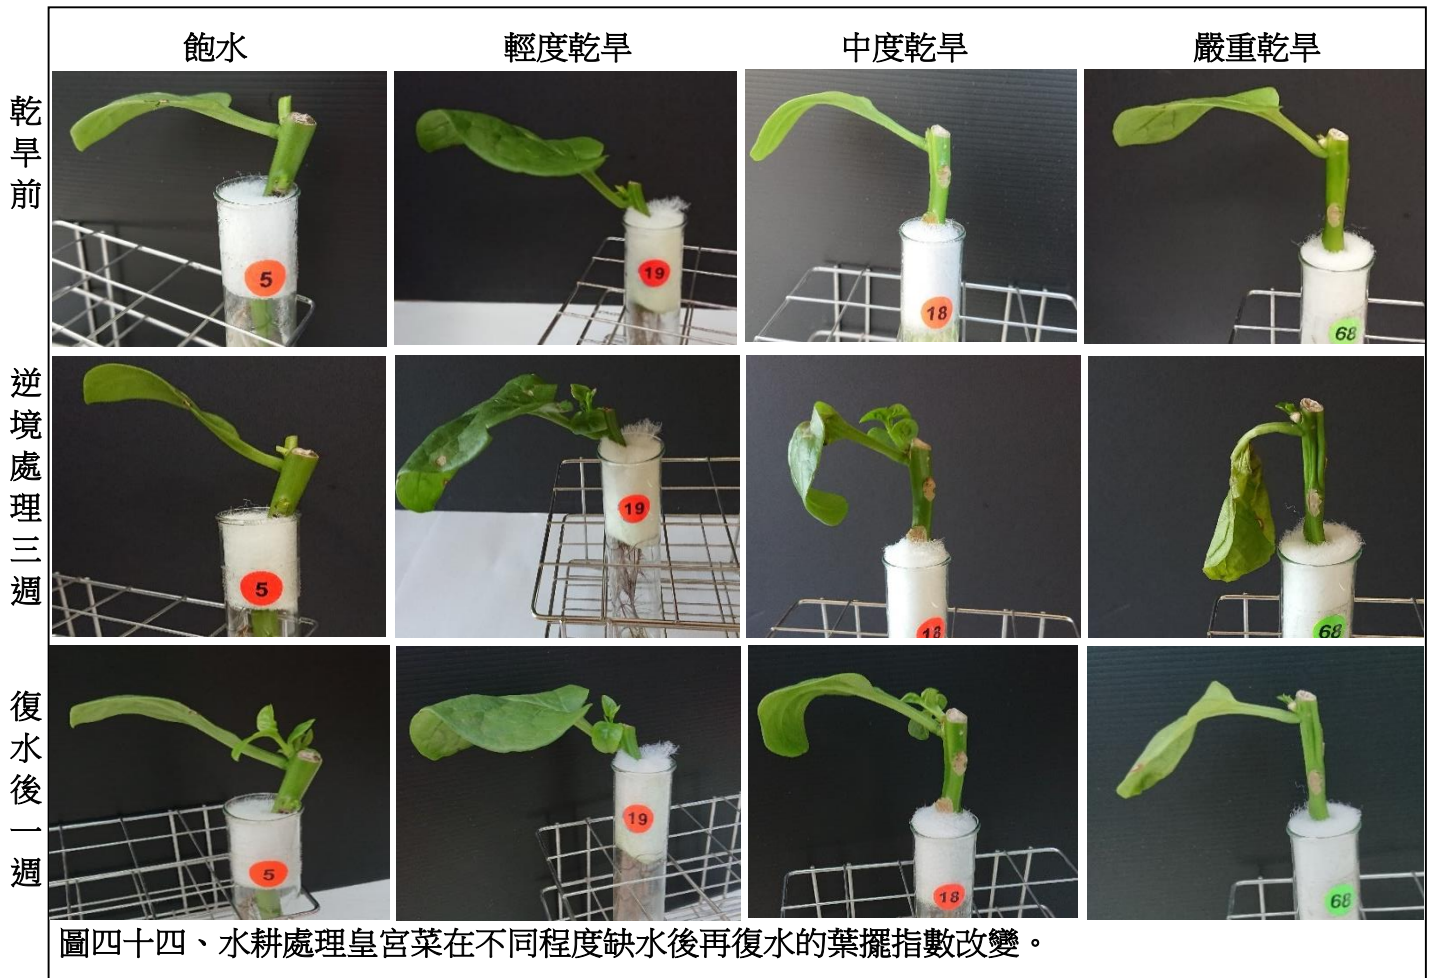 飽水
輕度乾旱
中度乾旱
嚴重乾旱
乾旱前
5
19
18
68
逆境處理三週
5
19
18
68
復水後一週
5
19
18
68
圖四十四、水耕處理皇宮菜在不同程度缺水後再復水的葉擺指數改變。